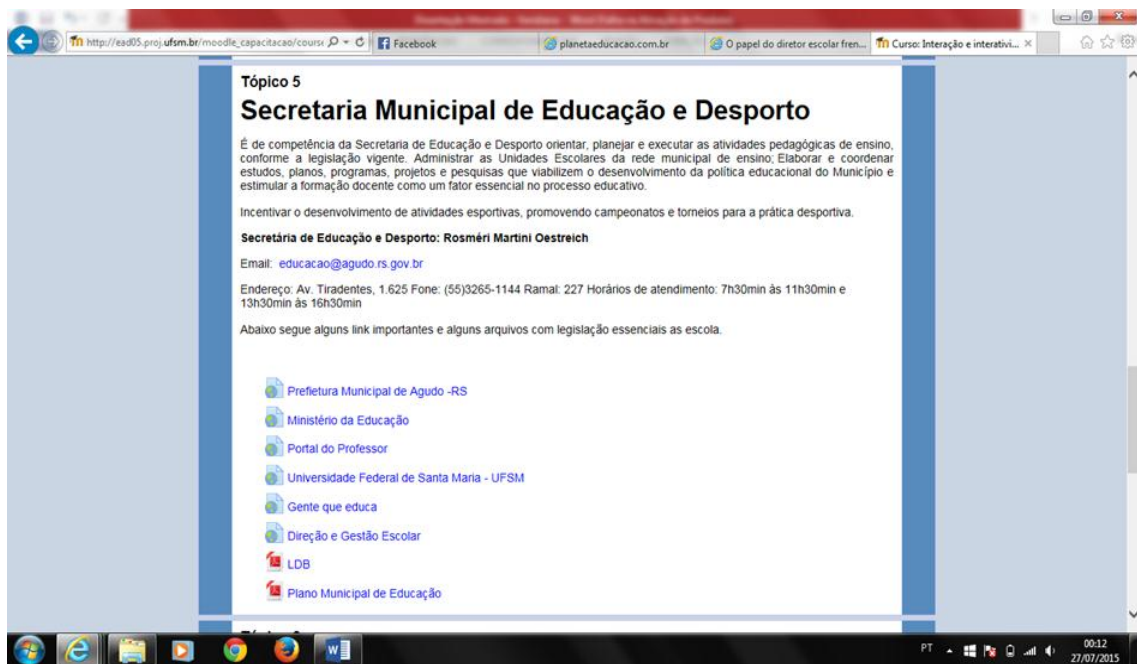 http://ead05.proj.ufsm.br/moodle_capacitacao/course
Facebook
planetaeducacao.com.br
O papel do diretor escolar fren...
Curso: Interação e interativi...
Tópico 5
Secretaria Municipal de Educação e Desporto
É de competência da Secretaria de Educação e Desporto orientar, planejar e executar as atividades pedagógicas de ensino,
conforme a legislação vigente. Administrar as Unidades Escolares da rede municipal de ensino; Elaborar e coordenar
estudos, planos, programas, projetos e pesquisas que viabilizem o desenvolvimento da política educacional do Município e
estimular a formação docente como um fator essencial no processo educativo.
Incentivar o desenvolvimento de atividades esportivas, promovendo campeonatos e torneios para a prática desportiva.
Secretária de Educação e Desporto: Rosméri Martini Oestreich
Email: educacao@agudo.rs.gov.br
Endereço: Av. Tiradentes, 1.625 Fone: (55)3265-1144 Ramal: 227 Horários de atendimento: 7h30min às 11h30min e
13h30min às 16h30min
Abaixo segue alguns link importantes e alguns arquivos com legislação essenciais as escola.
Prefietura Municipal de Agudo -RS
Ministério da Educação
Portal do Professor
Universidade Federal de Santa Maria - UFSM
Gente que educa
Direção e Gestão Escolar
LDB
Plano Municipal de Educação
PT
00:12
27/07/2015